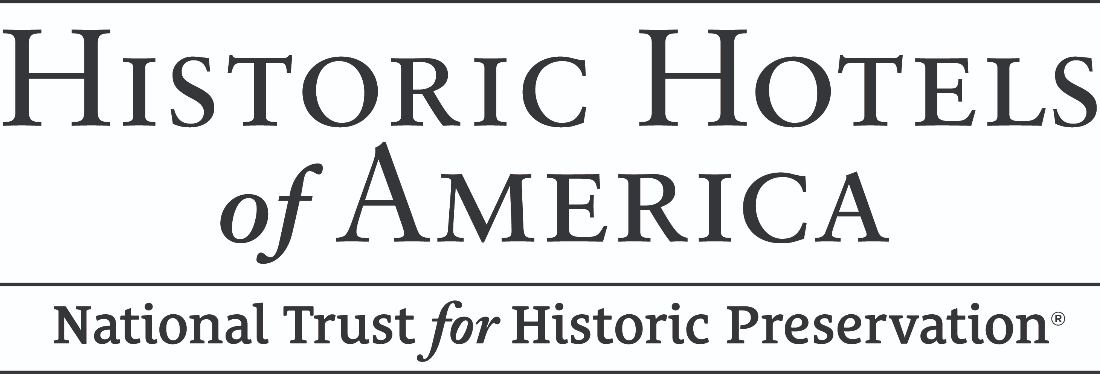 Historic Hotels
of America
National Trust for Historic Preservation®